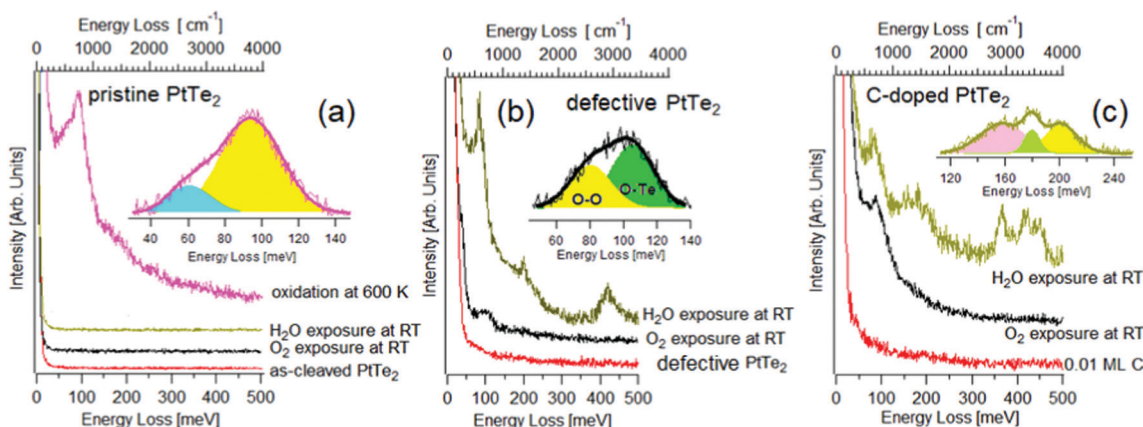 Energy Loss [ cm⁻¹ ]
0 1000 2000 3000 4000
pristine PtTe₂
(a)
Intensity [Arb. Units]
40 60 80 100 120 140
Energy Loss [meV]
oxidation at 600 K
H₂O exposure at RT
O₂ exposure at RT
as-cleaved PtTe₂
0 100 200 300 400 500
Energy Loss [meV]
Energy Loss [ cm⁻¹ ]
0 1000 2000 3000 4000
(b)
defective PtTe₂
Intensity [Arb. Units]
O-O
O-Te
60 80 100 120 140
Energy Loss [meV]
H₂O exposure at RT
O₂ exposure at RT
defective PtTe₂
0 100 200 300 400 500
Energy Loss [meV]
Energy Loss [ cm⁻¹ ]
0 1000 2000 3000 4000
C-doped PtTe₂
(c)
Intensity [Arb. Units]
120 160 200 240
Energy Loss [meV]
H₂O exposure at RT
O₂ exposure at RT
0.01 ML C
0 100 200 300 400 500
Energy Loss [meV]